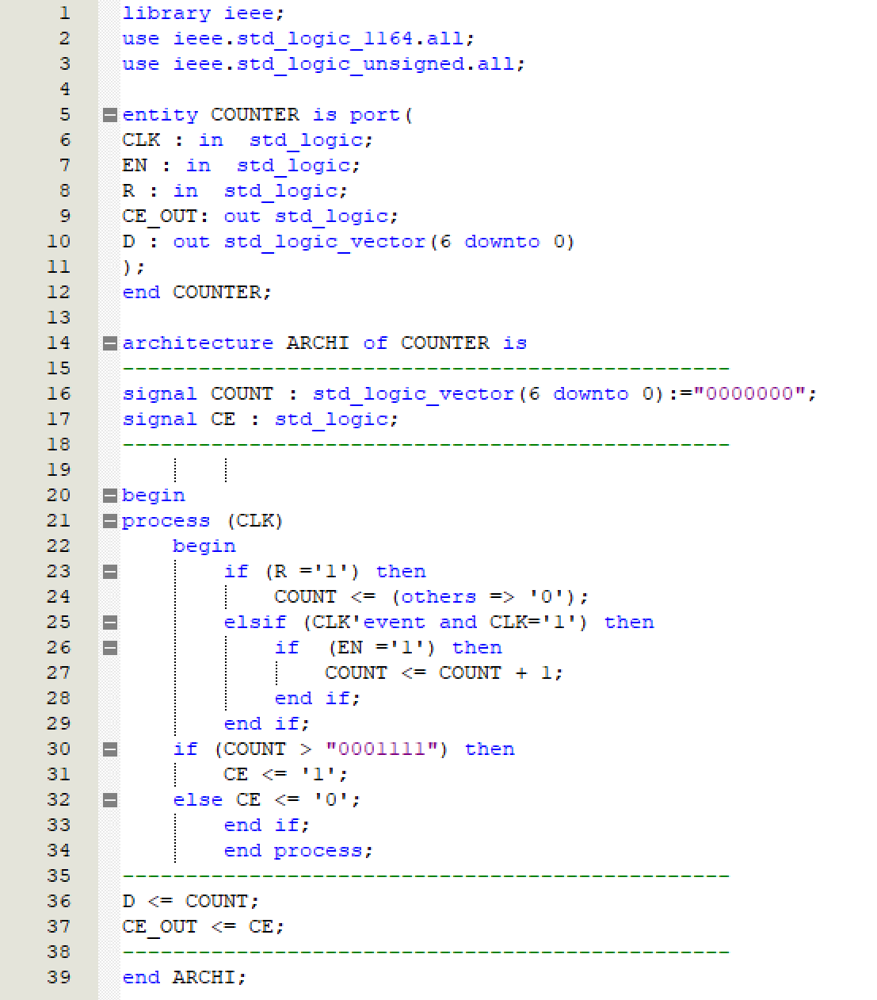 1 library ieee;
2 use ieee.std_logic_1164.all;
3 use ieee.std_logic_unsigned.all;
4
5 entity COUNTER is port(
6 CLK : in  std_logic;
7 EN : in  std_logic;
8 R : in  std_logic;
9 CE_OUT: out std_logic;
10 D : out std_logic_vector(6 downto 0)
11 );
12 end COUNTER;
13
14 architecture ARCHI of COUNTER is
15 ------------------------------------------------
16 signal COUNT : std_logic_vector(6 downto 0):="0000000";
17 signal CE : std_logic;
18 ------------------------------------------------
19
20 begin
21 process (CLK)
22     begin
23         if (R ='1') then
24             COUNT <= (others => '0');
25         elsif (CLK'event and CLK='1') then
26             if  (EN ='1') then
27                 COUNT <= COUNT + 1;
28             end if;
29         end if;
30     if (COUNT > "0001111") then
31         CE <= '1';
32     else CE <= '0';
33         end if;
34         end process;
35 ------------------------------------------------
36 D <= COUNT;
37 CE_OUT <= CE;
38 ------------------------------------------------
39 end ARCHI;